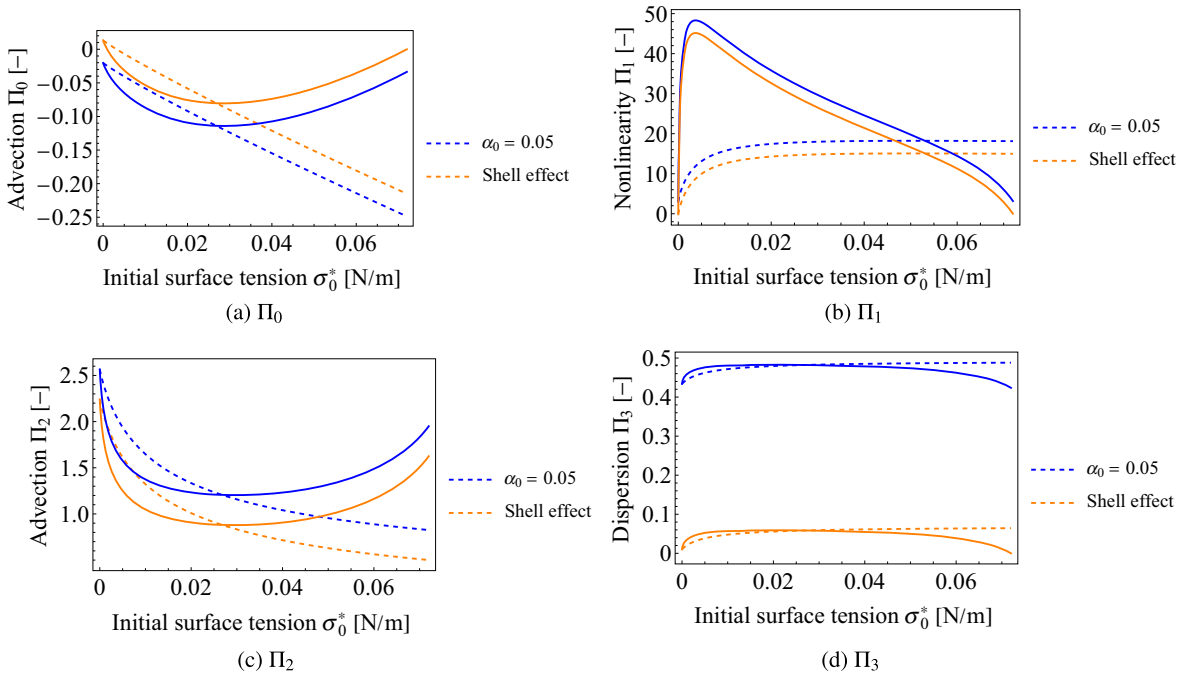 0
−0.05
−0.10
−0.15
−0.20
−0.25
Advection Π₀ [−]
0 0.02 0.04 0.06
Initial surface tension σ₀* [N/m]
α₀ = 0.05
Shell effect
(a) Π₀
50
40
30
20
10
0
Nonlinearity Π₁ [−]
0 0.02 0.04 0.06
Initial surface tension σ₀* [N/m]
α₀ = 0.05
Shell effect
(b) Π₁
2.5
2.0
1.5
1.0
Advection Π₂ [−]
0 0.02 0.04 0.06
Initial surface tension σ₀* [N/m]
α₀ = 0.05
Shell effect
(c) Π₂
0.5
0.4
0.3
0.2
0.1
0
Dispersion Π₃ [−]
0 0.02 0.04 0.06
Initial surface tension σ₀* [N/m]
α₀ = 0.05
Shell effect
(d) Π₃